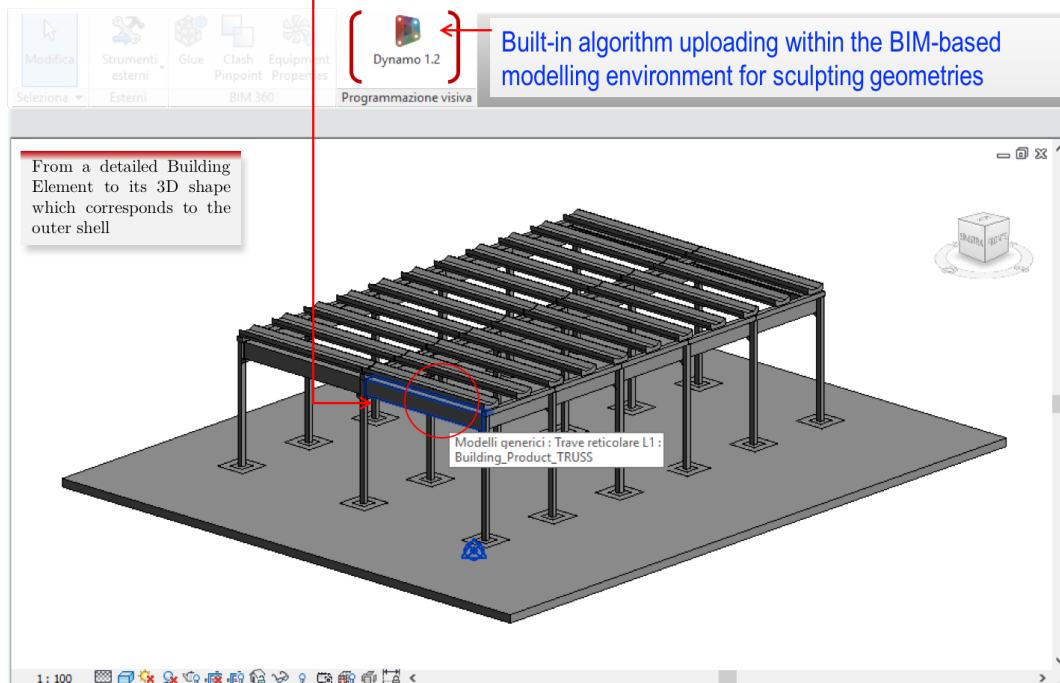 Modifica
Strumenti
esterni
Glue
Clash
Pinpoint
Equipment
Properties
Dynamo 1.2
Seleziona
Esterni
BIM 360
Programmazione visiva
Built-in algorithm uploading within the BIM-based
modelling environment for sculpting geometries
From a detailed Building
Element to its 3D shape
which corresponds to the
outer shell
SINISTRA
FRONTE
Modelli generici : Trave reticolare L1 :
Building_Product_TRUSS
1 : 100